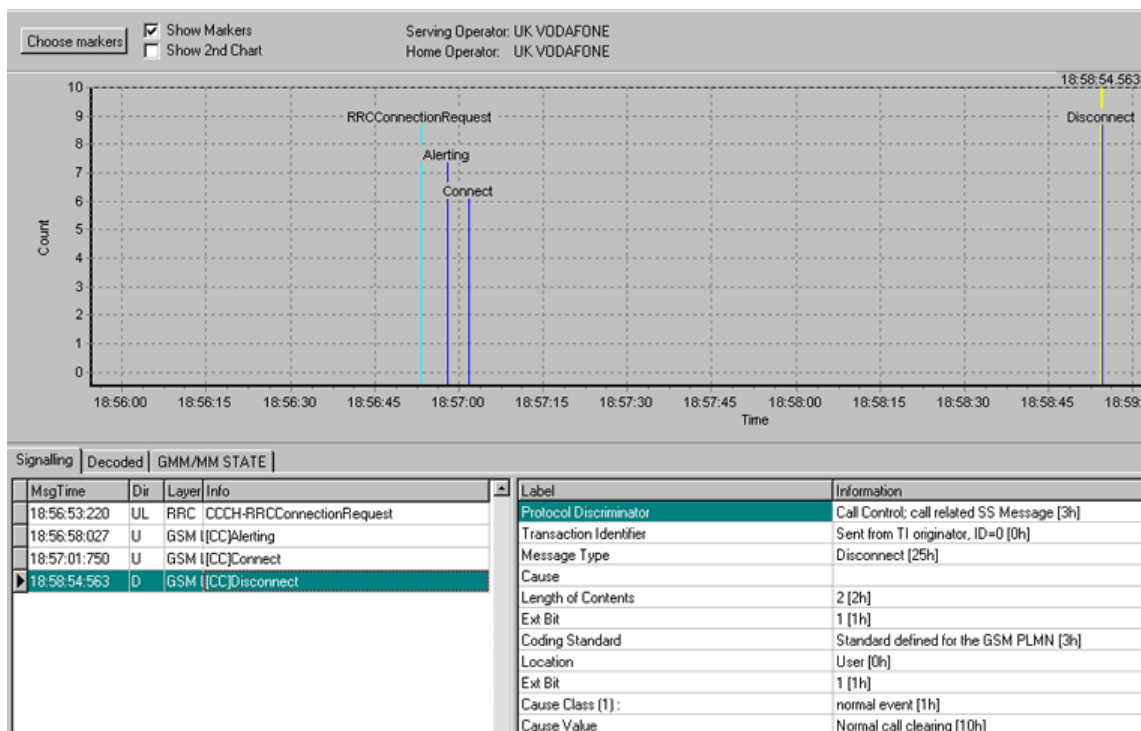 Choose markers
Show Markers
Show 2nd Chart
Serving Operator: UK VODAFONE
Home Operator: UK VODAFONE
18:58:54.563
10
9
8
7
6
5
4
3
2
1
0
Count
RRCConnectionRequest
Alerting
Connect
Disconnect
18:56:00 18:56:15 18:56:30 18:56:45 18:57:00 18:57:15 18:57:30 18:57:45 18:58:00 18:58:15 18:58:30 18:58:45 18:59:
Time
Signalling Decoded GMM/MM STATE
MsgTime Dir Layer Info
18:56:53:220 UL RRC CCCH-RRCConnectionRequest
18:56:58:027 U GSM L [CC]Alerting
18:57:01:750 U GSM L [CC]Connect
18:58:54:563 D GSM L [CC]Disconnect
Label Information
Protocol Discriminator Call Control; call related SS Message [3h]
Transaction Identifier Sent from TI originator, ID=0 [0h]
Message Type Disconnect [25h]
Cause
Length of Contents 2 [2h]
Ext Bit 1 [1h]
Coding Standard Standard defined for the GSM PLMN [3h]
Location User [0h]
Ext Bit 1 [1h]
Cause Class (1) : normal event [1h]
Cause Value Normal call clearing [10h]